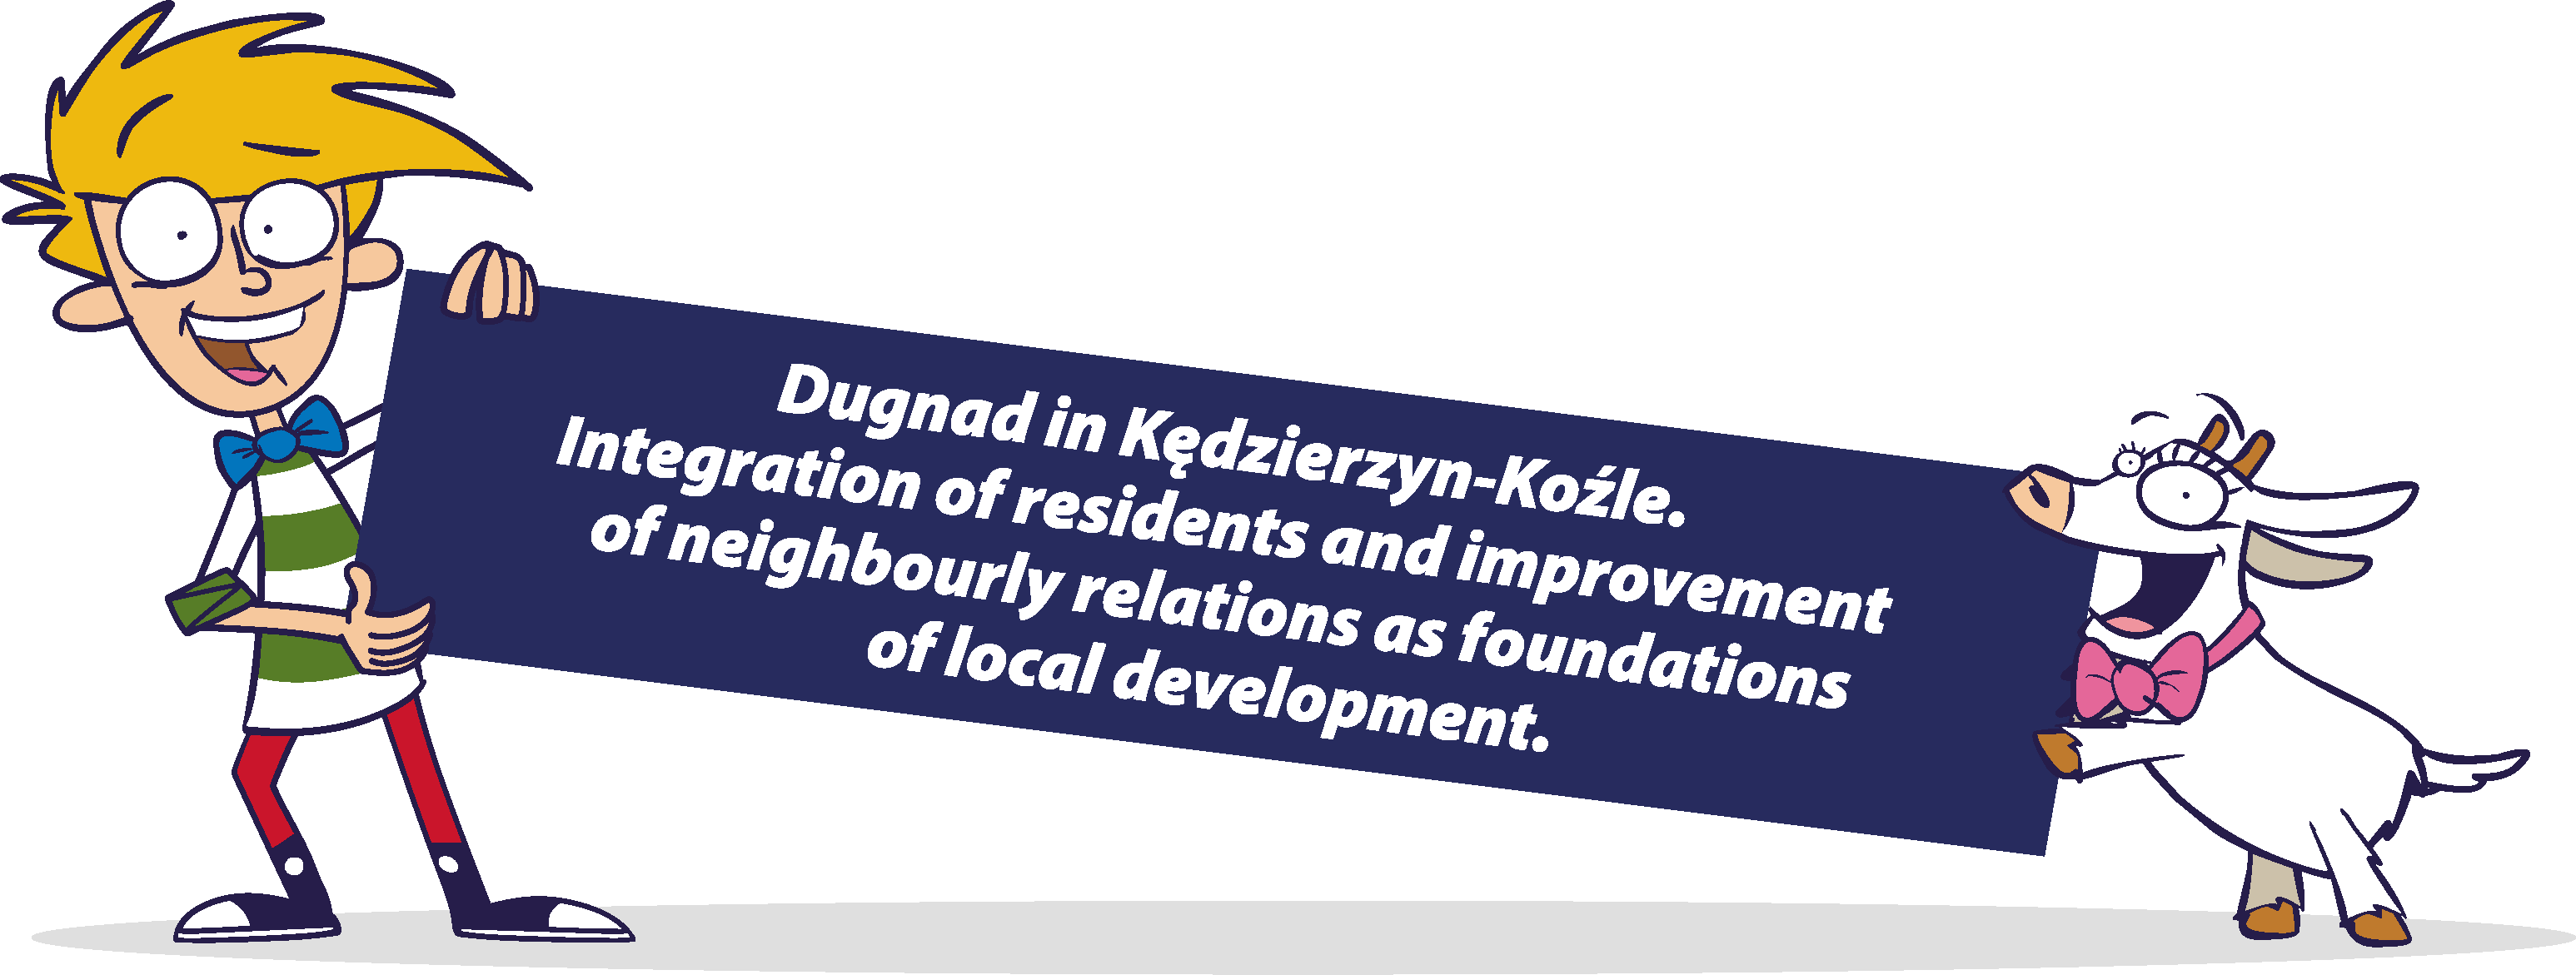 Dugnad in Kędzierzyn-Koźle.
Integration of residents and improvement
of neighbourly relations as foundations
of local development.